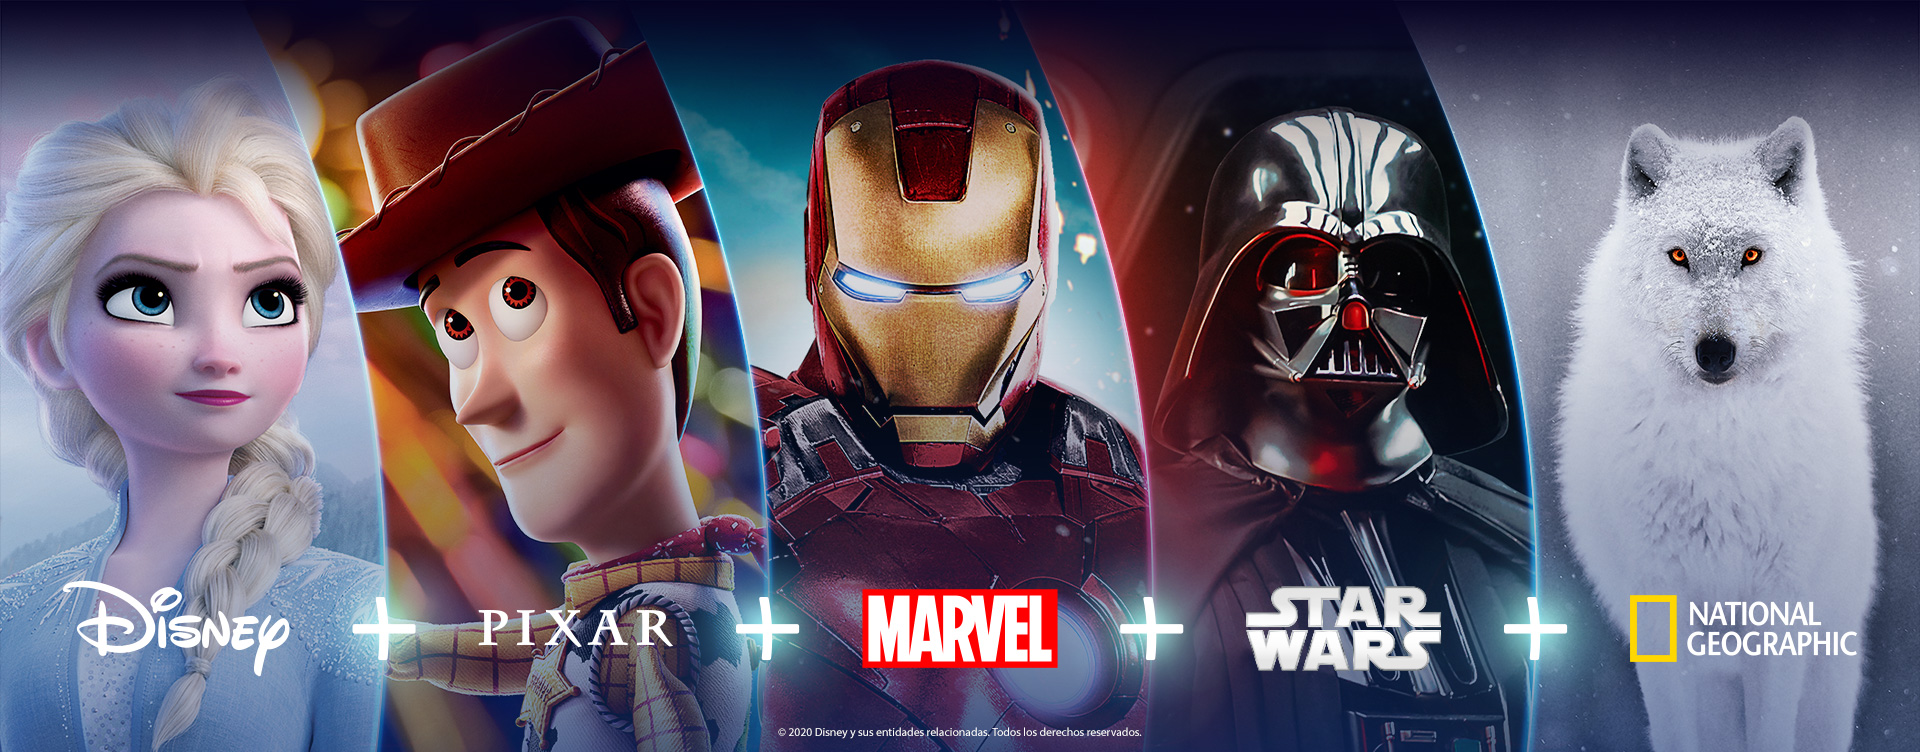 Disney
+
PIXAR
+
MARVEL
+
STAR
WARS
+
NATIONAL
GEOGRAPHIC
© 2020 Disney y sus entidades relacionadas. Todos los derechos reservados.